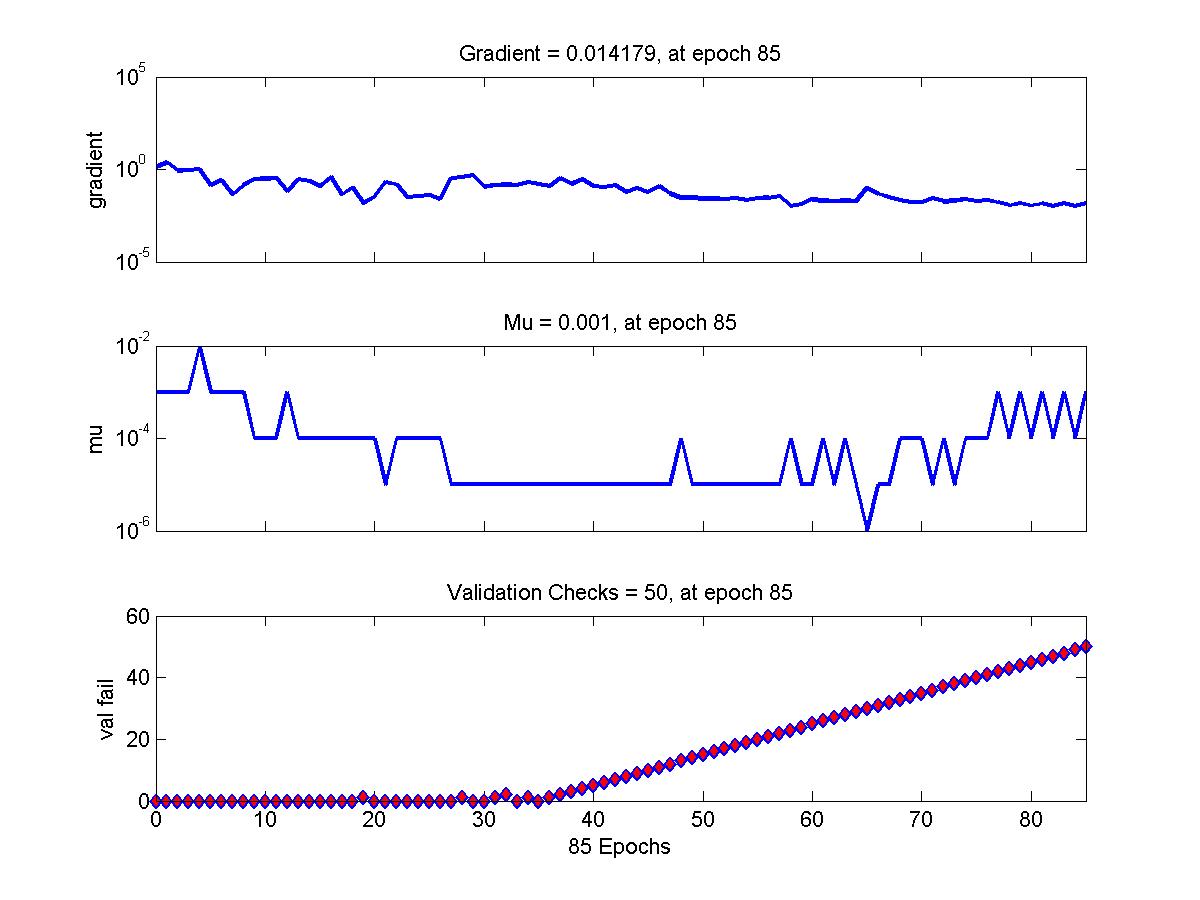 Gradient = 0.014179, at epoch 85
10^5
10^0
10^-5
gradient
Mu = 0.001, at epoch 85
10^-2
10^-4
10^-6
mu
Validation Checks = 50, at epoch 85
60
40
20
0
val fail
0 10 20 30 40 50 60 70 80
85 Epochs